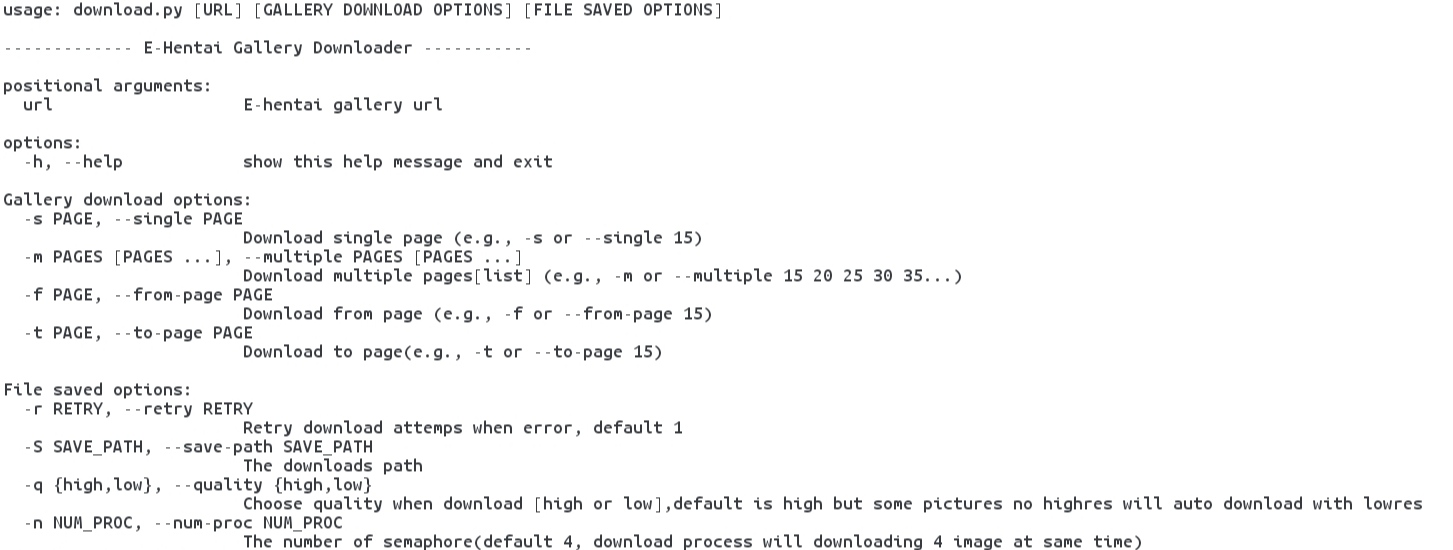 usage: download.py [URL] [GALLERY DOWNLOAD OPTIONS] [FILE SAVED OPTIONS]
------------- E-Hentai Gallery Downloader -----------
positional arguments:
url E-hentai gallery url
options:
-h, --help show this help message and exit
Gallery download options:
-s PAGE, --single PAGE
Download single page (e.g., -s or --single 15)
-m PAGES [PAGES ...], --multiple PAGES [PAGES ...]
Download multiple pages[list] (e.g., -m or --multiple 15 20 25 30 35...)
-f PAGE, --from-page PAGE
Download from page (e.g., -f or --from-page 15)
-t PAGE, --to-page PAGE
Download to page(e.g., -t or --to-page 15)
File saved options:
-r RETRY, --retry RETRY
Retry download attemps when error, default 1
-S SAVE_PATH, --save-path SAVE_PATH
The downloads path
-q {high,low}, --quality {high,low}
Choose quality when download [high or low],default is high but some pictures no highres will auto download with lowres
-n NUM_PROC, --num-proc NUM_PROC
The number of semaphore(default 4, download process will downloading 4 image at same time)